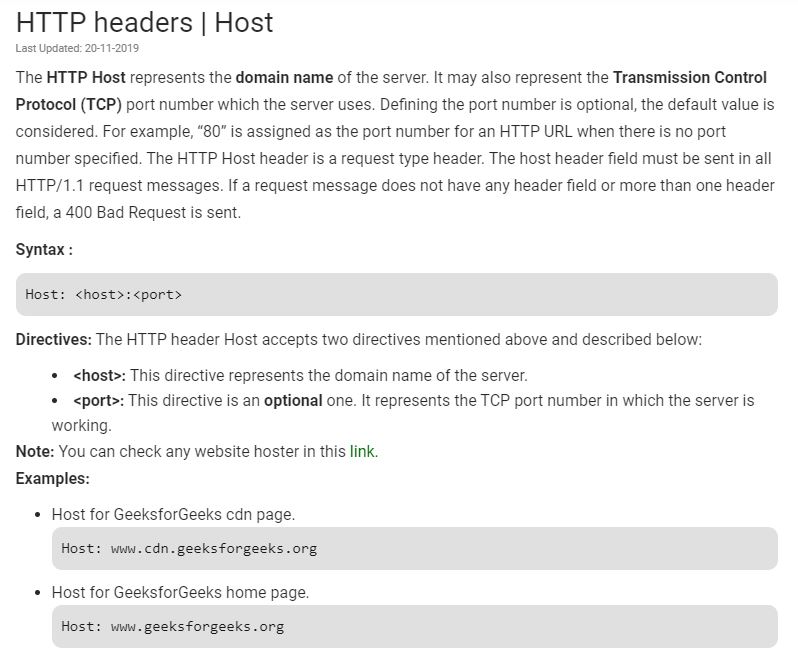 HTTP headers | Host
Last Updated: 20-11-2019
The HTTP Host represents the domain name of the server. It may also represent the Transmission Control
Protocol (TCP) port number which the server uses. Defining the port number is optional, the default value is
considered. For example, “80” is assigned as the port number for an HTTP URL when there is no port
number specified. The HTTP Host header is a request type header. The host header field must be sent in all
HTTP/1.1 request messages. If a request message does not have any header field or more than one header
field, a 400 Bad Request is sent.
Syntax :
Host: <host>:<port>
Directives: The HTTP header Host accepts two directives mentioned above and described below:
• <host>: This directive represents the domain name of the server.
• <port>: This directive is an optional one. It represents the TCP port number in which the server is
working.
Note: You can check any website hoster in this link.
Examples:
• Host for GeeksforGeeks cdn page.
Host: www.cdn.geeksforgeeks.org
• Host for GeeksforGeeks home page.
Host: www.geeksforgeeks.org